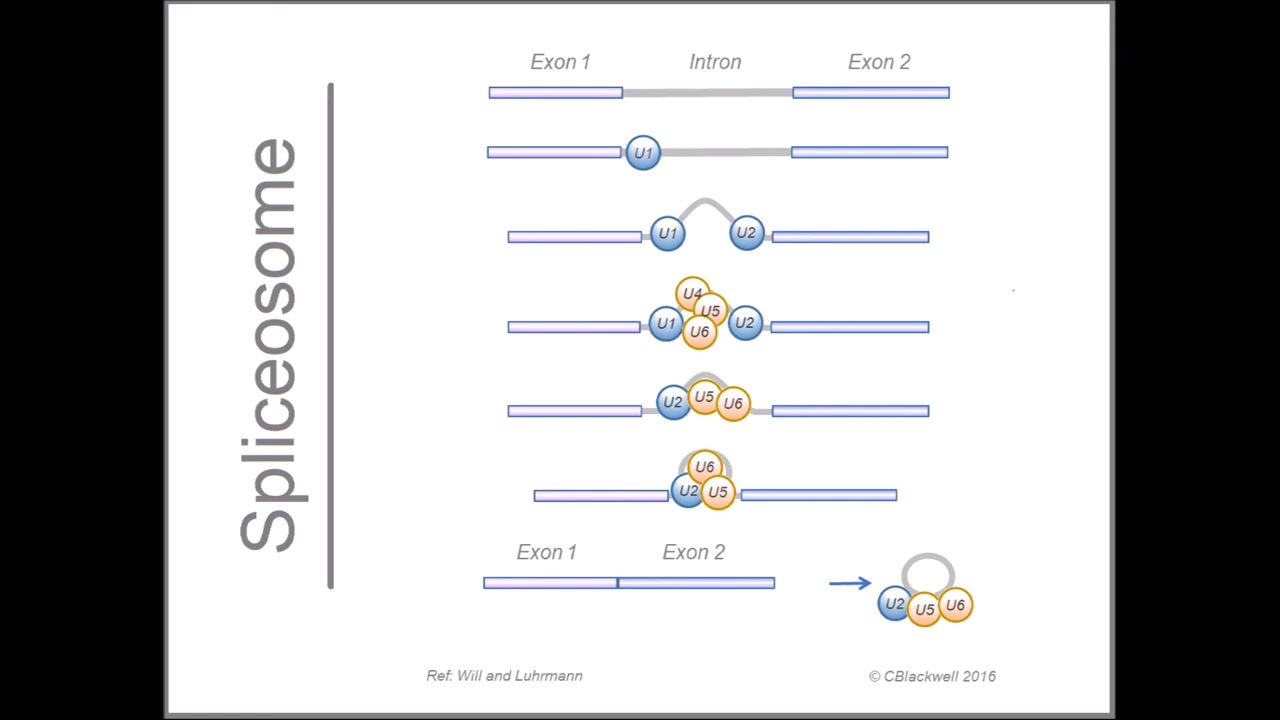 Spliceosome
Exon 1 Intron Exon 2
U1
U1 U2
U4
U5
U1 U2
U6
U2 U5 U6
U6
U2 U5
Exon 1 Exon 2
U2 U5 U6
Ref: Will and Luhrmann © CBlackwell 2016